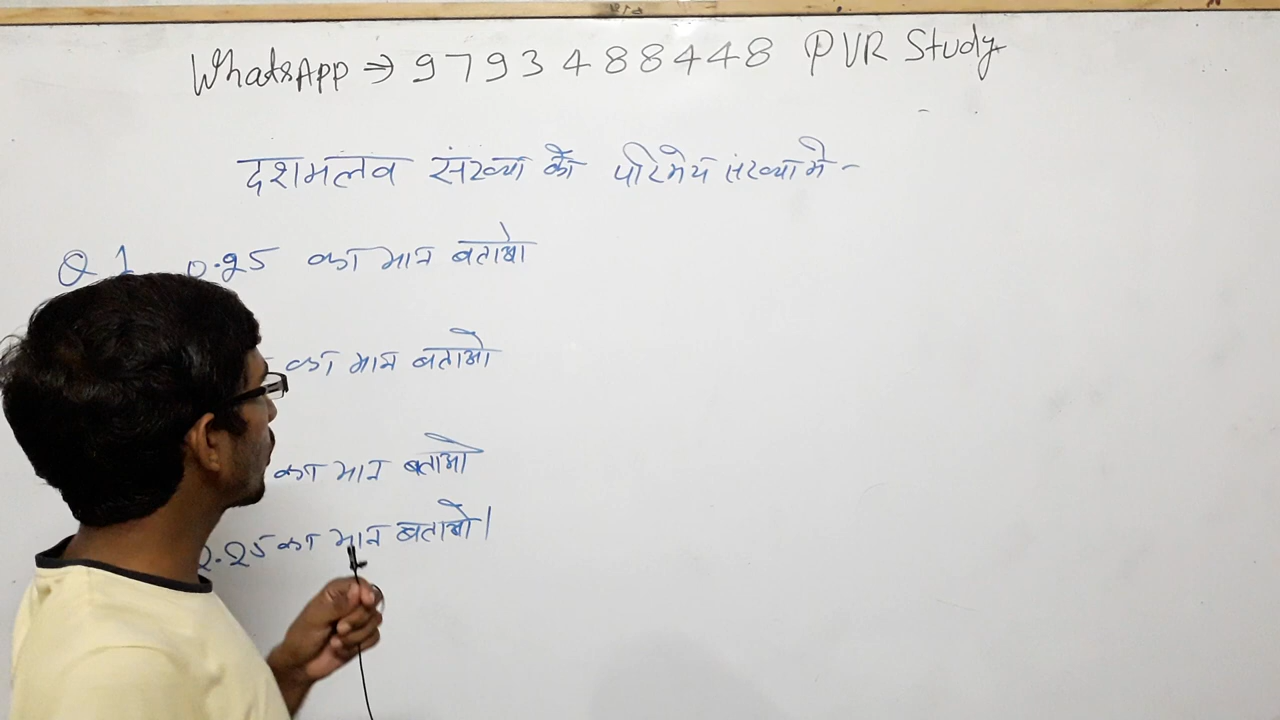 WhatsApp → 9793488448 PVR Study
दशमलव संख्या को परिमेय संख्या मे -
Q 1 0.25 का मान बताओ
का मान बताओ
का मान बताओ
2.25 का मान बताओ।